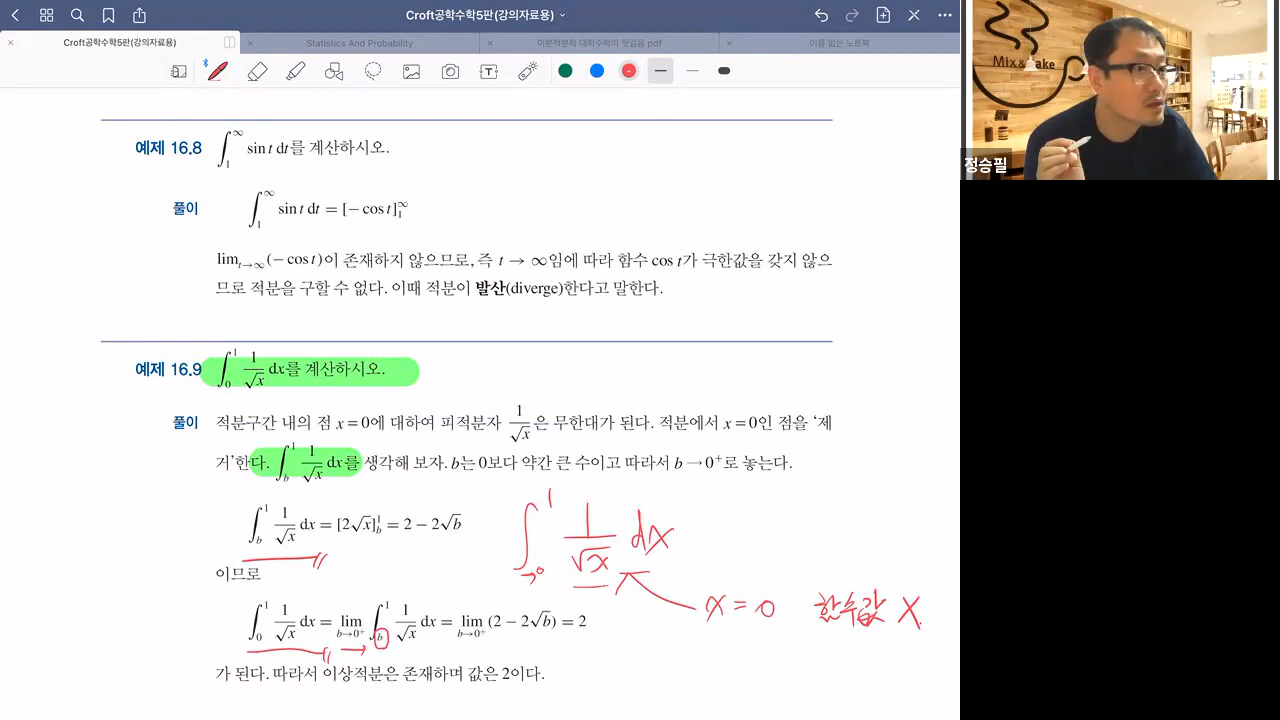 Croft공학수학5판(강의자료용)
Croft공학수학5판(강의자료용)
Statistics And Probability
미분적분학 대학수학의 첫걸음.pdf
이름 없는 노트북
Mix & Bake
정승필
예제 16.8 ∫₁^∞ sin t dt를 계산하시오.
풀이 ∫₁^∞ sin t dt = [− cos t]₁^∞
lim_{t→∞}(− cos t)이 존재하지 않으므로, 즉 t → ∞임에 따라 함수 cos t가 극한값을 갖지 않으
므로 적분을 구할 수 없다. 이때 적분이 발산(diverge)한다고 말한다.
예제 16.9 ∫₀¹ 1/√x dx를 계산하시오.
풀이 적분구간 내의 점 x = 0에 대하여 피적분자 1/√x은 무한대가 된다. 적분에서 x = 0인 점을 ‘제
거’한다. ∫_b¹ 1/√x dx를 생각해 보자. b는 0보다 약간 큰 수이고 따라서 b → 0⁺로 놓는다.
∫_b¹ 1/√x dx = [2√x]_b¹ = 2 − 2√b
∫_{→0}¹ 1/√x dx
이므로
x = 0 함수값 X
∫₀¹ 1/√x dx = lim_{b→0⁺} ∫_b¹ 1/√x dx = lim_{b→0⁺} (2 − 2√b) = 2
가 된다. 따라서 이상적분은 존재하며 값은 2이다.